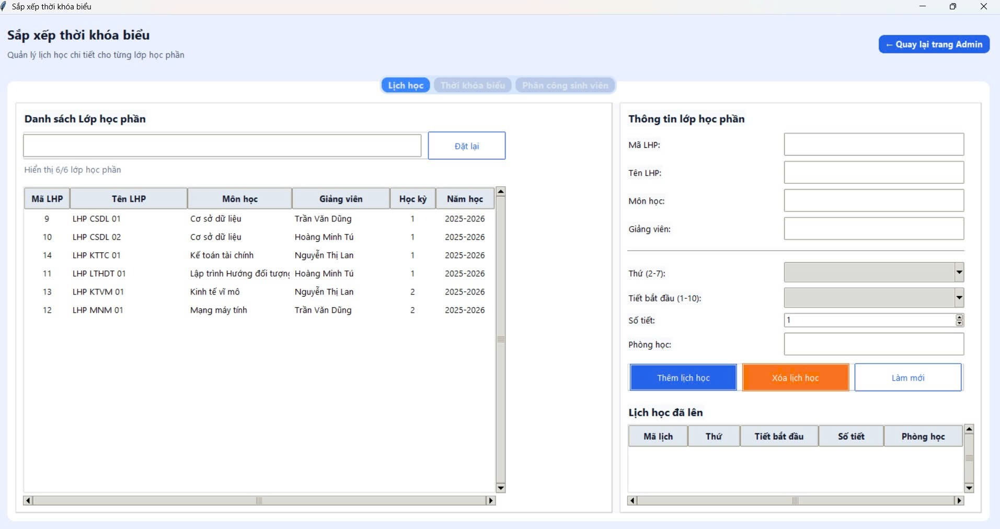 Sắp xếp thời khóa biểu
Sắp xếp thời khóa biểu
Quản lý lịch học chi tiết cho từng lớp học phần
← Quay lại trang Admin
Lịch học Thời khóa biểu Phân công sinh viên
Danh sách Lớp học phần
Đặt lại
Hiển thị 6/6 lớp học phần
Mã LHP Tên LHP Môn học Giảng viên Học kỳ Năm học
9 LHP CSDL 01 Cơ sở dữ liệu Trần Văn Dũng 1 2025-2026
10 LHP CSDL 02 Cơ sở dữ liệu Hoàng Minh Tú 1 2025-2026
14 LHP KTTC 01 Kế toán tài chính Nguyễn Thị Lan 1 2025-2026
11 LHP LTHDT 01 Lập trình Hướng đối tượng Hoàng Minh Tú 1 2025-2026
13 LHP KTVM 01 Kinh tế vĩ mô Nguyễn Thị Lan 2 2025-2026
12 LHP MNM 01 Mạng máy tính Trần Văn Dũng 2 2025-2026
Thông tin lớp học phần
Mã LHP:
Tên LHP:
Môn học:
Giảng viên:
Thứ (2-7):
Tiết bắt đầu (1-10):
Số tiết: 1
Phòng học:
Thêm lịch học Xóa lịch học Làm mới
Lịch học đã lên
Mã lịch Thứ Tiết bắt đầu Số tiết Phòng học